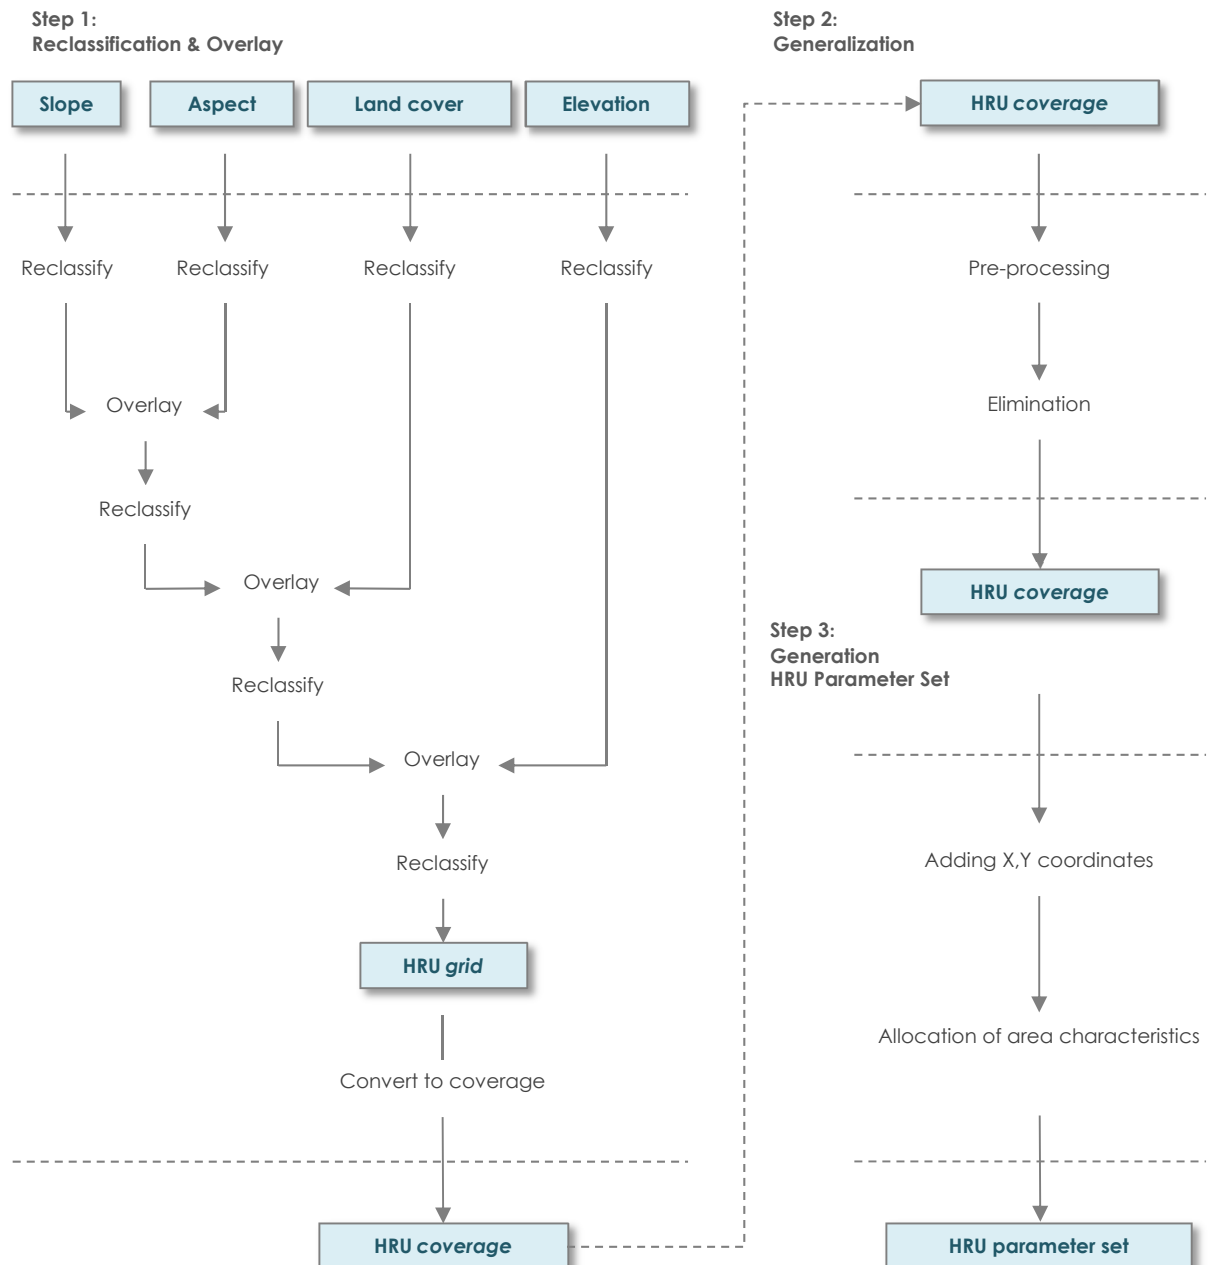 Step 1:
Reclassification & Overlay
Slope
Aspect
Land cover
Elevation
Reclassify
Reclassify
Reclassify
Reclassify
Overlay
Reclassify
Overlay
Reclassify
Overlay
Reclassify
HRU grid
Convert to coverage
HRU coverage
Step 2:
Generalization
HRU coverage
Pre-processing
Elimination
HRU coverage
Step 3:
Generation
HRU Parameter Set
Adding X,Y coordinates
Allocation of area characteristics
HRU parameter set